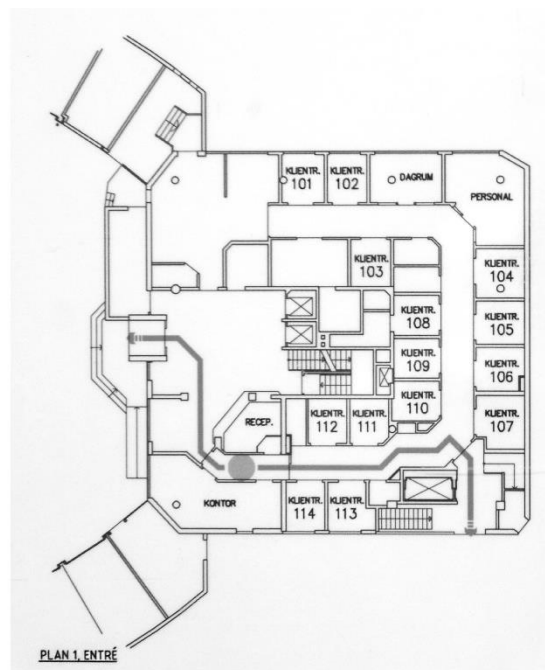 KLIENTR.
101
KLIENTR.
102
DAGRUM
PERSONAL
KLIENTR.
103
KLIENTR.
104
KLIENTR.
108
KLIENTR.
105
KLIENTR.
109
KLIENTR.
106
KLIENTR.
110
KLIENTR.
107
RECEP.
KLIENTR.
112
KLIENTR.
111
KONTOR
KLIENTR.
114
KLIENTR.
113
PLAN 1, ENTRÉ